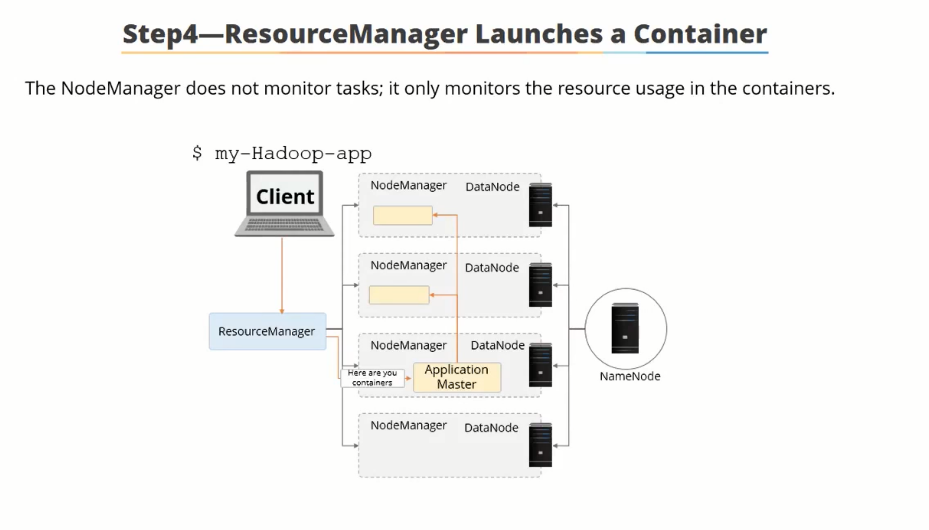 Step4—ResourceManager Launches a Container
The NodeManager does not monitor tasks; it only monitors the resource usage in the containers.
$ my-Hadoop-app
Client
NodeManager DataNode
NodeManager DataNode
ResourceManager
NodeManager DataNode
Here are you
containers
Application
Master
NameNode
NodeManager DataNode